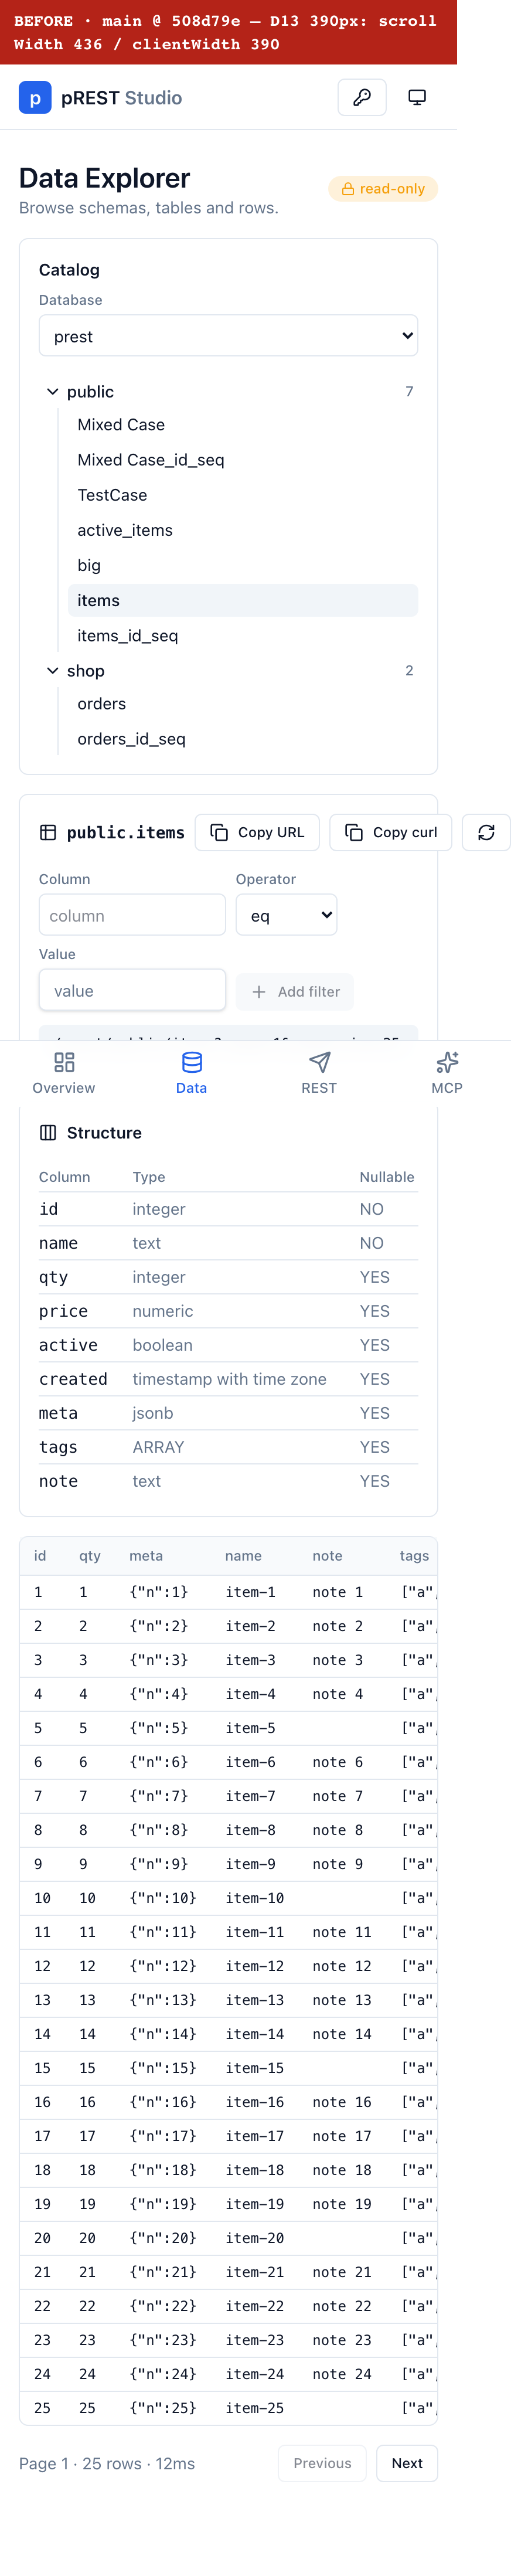 BEFORE · main @ 508d79e — D13 390px: scroll
Width 436 / clientWidth 390
p pREST Studio
Data Explorer
read-only
Browse schemas, tables and rows.
Catalog
Database
prest
public 7
Mixed Case
Mixed Case_id_seq
TestCase
active_items
big
items
items_id_seq
shop 2
orders
orders_id_seq
public.items Copy URL Copy curl
Column Operator
column eq
Value
value Add filter
Overview Data REST MCP
Structure
Column Type Nullable
id integer NO
name text NO
qty integer YES
price numeric YES
active boolean YES
created timestamp with time zone YES
meta jsonb YES
tags ARRAY YES
note text YES
id qty meta name note tags
1 1 {"n":1} item-1 note 1 ["a",
2 2 {"n":2} item-2 note 2 ["a",
3 3 {"n":3} item-3 note 3 ["a",
4 4 {"n":4} item-4 note 4 ["a",
5 5 {"n":5} item-5 ["a",
6 6 {"n":6} item-6 note 6 ["a",
7 7 {"n":7} item-7 note 7 ["a",
8 8 {"n":8} item-8 note 8 ["a",
9 9 {"n":9} item-9 note 9 ["a",
10 10 {"n":10} item-10 ["a",
11 11 {"n":11} item-11 note 11 ["a",
12 12 {"n":12} item-12 note 12 ["a",
13 13 {"n":13} item-13 note 13 ["a",
14 14 {"n":14} item-14 note 14 ["a",
15 15 {"n":15} item-15 ["a",
16 16 {"n":16} item-16 note 16 ["a",
17 17 {"n":17} item-17 note 17 ["a",
18 18 {"n":18} item-18 note 18 ["a",
19 19 {"n":19} item-19 note 19 ["a",
20 20 {"n":20} item-20 ["a",
21 21 {"n":21} item-21 note 21 ["a",
22 22 {"n":22} item-22 note 22 ["a",
23 23 {"n":23} item-23 note 23 ["a",
24 24 {"n":24} item-24 note 24 ["a",
25 25 {"n":25} item-25 ["a",
Page 1 · 25 rows · 12ms Previous Next